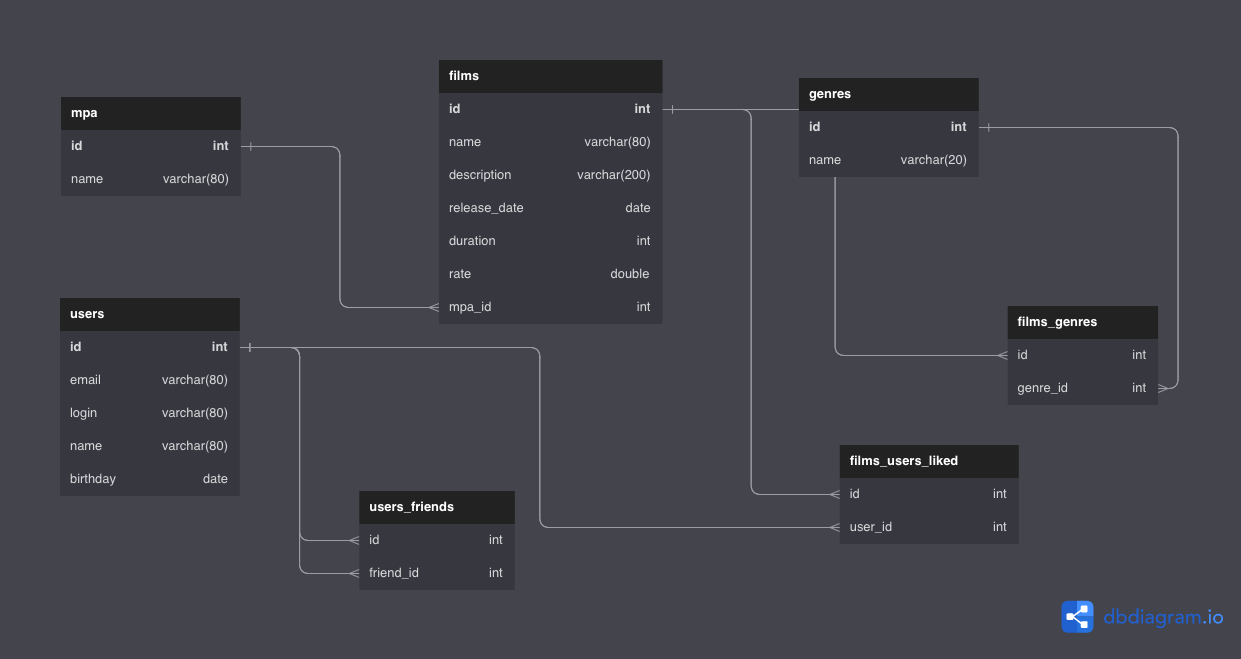 mpa
id int
name varchar(80)
films
id int
name varchar(80)
description varchar(200)
release_date date
duration int
rate double
mpa_id int
genres
id int
name varchar(20)
users
id int
email varchar(80)
login varchar(80)
name varchar(80)
birthday date
films_genres
id int
genre_id int
films_users_liked
id int
user_id int
users_friends
id int
friend_id int
dbdiagram.io